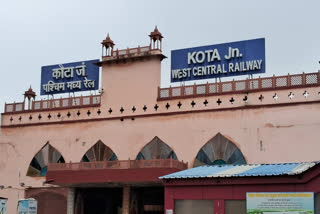 कोटा जं
पश्चिम मध्य रेल
KOTA Jn.
WEST CENTRAL RAILWAY